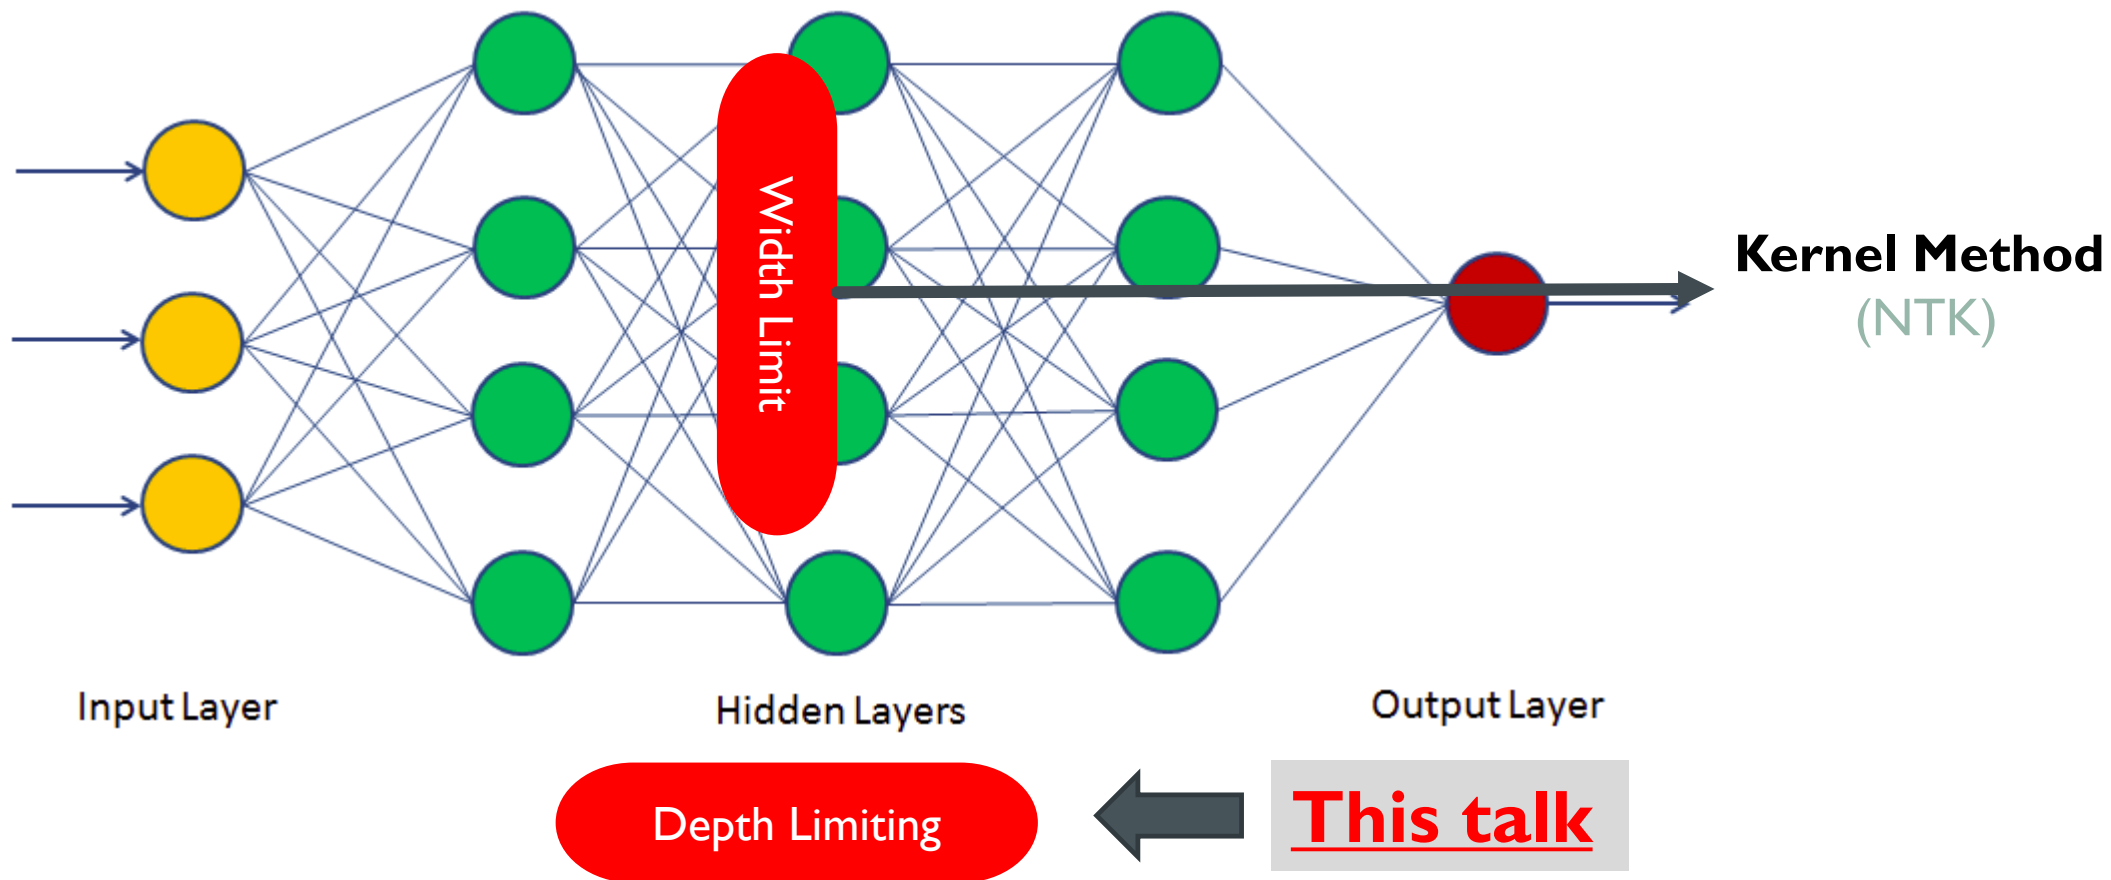 Width Limit
Kernel Method
(NTK)
Input Layer
Hidden Layers
Output Layer
Depth Limiting
This talk